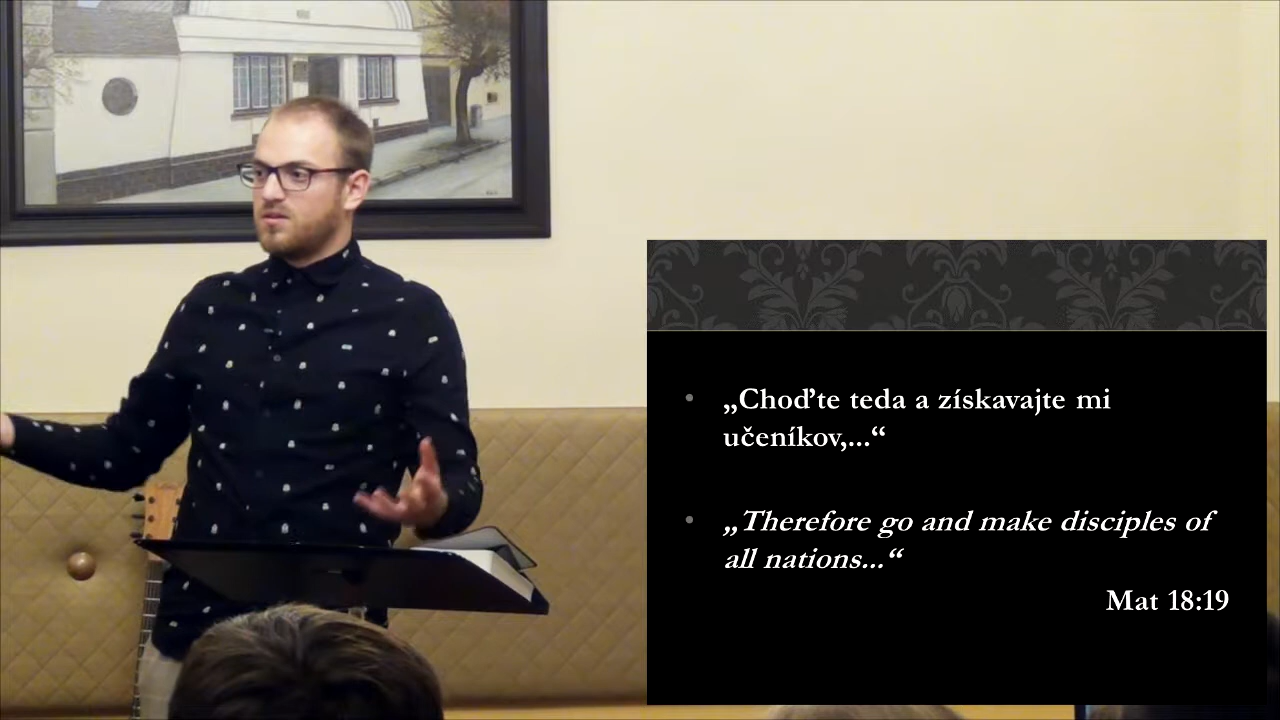 • „Choďte teda a získavajte mi
učeníkov,...“
• „Therefore go and make disciples of
all nations...“
Mat 18:19